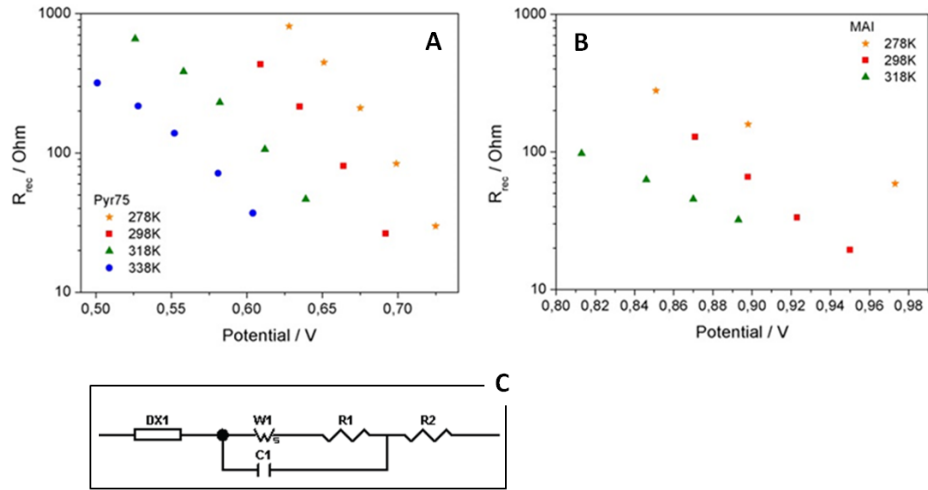 A
1000
100
10
R_rec / Ohm
Pyr75
278K
298K
318K
338K
0,50
0,55
0,60
0,65
0,70
Potential / V
B
1000
100
10
R_rec / Ohm
MAI
278K
298K
318K
0,80
0,82
0,84
0,86
0,88
0,90
0,92
0,94
0,96
0,98
Potential / V
C
DX1
W1
R1
R2
s
C1